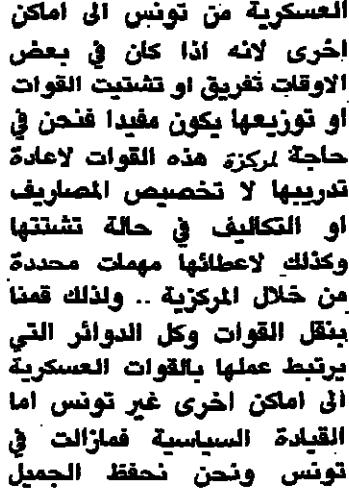 العسكرية من تونس الى اماكن
اخرى لانه اذا كان في بعض
الاوقات تفريق او تشتيت القوات
او توزيعها يكون مفيدا فنحن في
حاجة لمركزة هذه القوات لاعادة
تدريبها لا تخصيص المصاريف
او التكاليف في حالة تشتتها
وكذلك لاعطائها مهمات محددة
من خلال المركزية .. ولذلك قمنا
بنقل القوات وكل الدوائر التي
يرتبط عملها بالقوات العسكرية
الى اماكن اخرى غير تونس اما
القيادة السياسية فمازالت في
تونس ونحن نحفظ الجميل